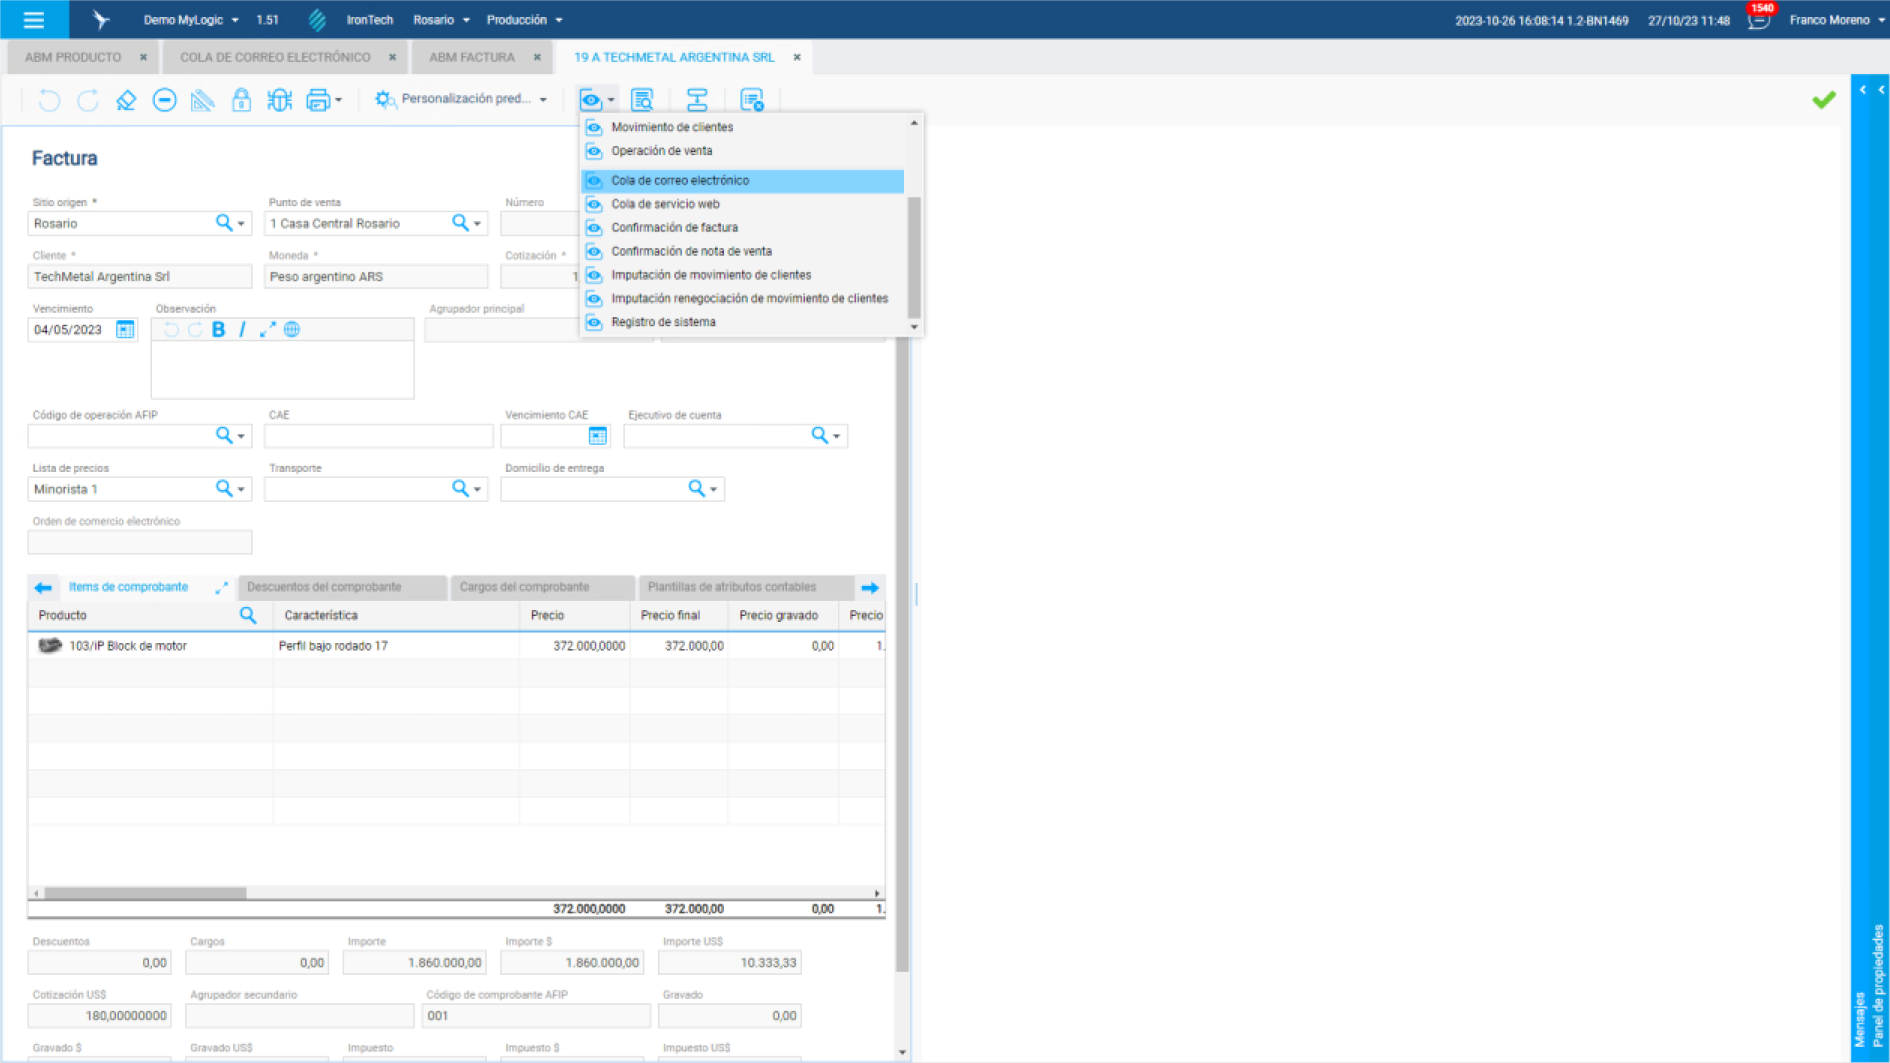 Demo MyLogic 1.51 IronTech Rosario Producción 2023-10-26 16:08:14 1.2-BN1469 27/10/23 11:48 1540 Franco Moreno
ABM PRODUCTO COLA DE CORREO ELECTRÓNICO ABM FACTURA 19 A TECHMETAL ARGENTINA SRL
Personalización pred...
Movimiento de clientes
Operación de venta
Cola de correo electrónico
Cola de servicio web
Confirmación de factura
Confirmación de nota de venta
Imputación de movimiento de clientes
Imputación renegociación de movimiento de clientes
Registro de sistema
Factura
Sitio origen * Punto de venta Número
Rosario 1 Casa Central Rosario
Cliente * Moneda * Cotización *
TechMetal Argentina Srl Peso argentino ARS 1
Vencimiento Observación Agrupador principal
04/05/2023 B I
Código de operación AFIP CAE Vencimiento CAE Ejecutivo de cuenta
Lista de precios Transporte Domicilio de entrega
Minorista 1
Orden de comercio electrónico
Items de comprobante Descuentos del comprobante Cargos del comprobante Plantillas de atributos contables
Producto Característica Precio Precio final Precio gravado Precio
103/iP Block de motor Perfil bajo rodado 17 372.000,0000 372.000,00 0,00 1.
372.000,0000 372.000,00 0,00 1.
Descuentos Cargos Importe Importe $ Importe US$
0,00 0,00 1.860.000,00 1.860.000,00 10.333,33
Cotización US$ Agrupador secundario Código de comprobante AFIP Gravado
180,00000000 001 0,00
Gravado $ Gravado US$ Impuesto Impuesto $ Impuesto US$
Mensajes
Panel de propiedades